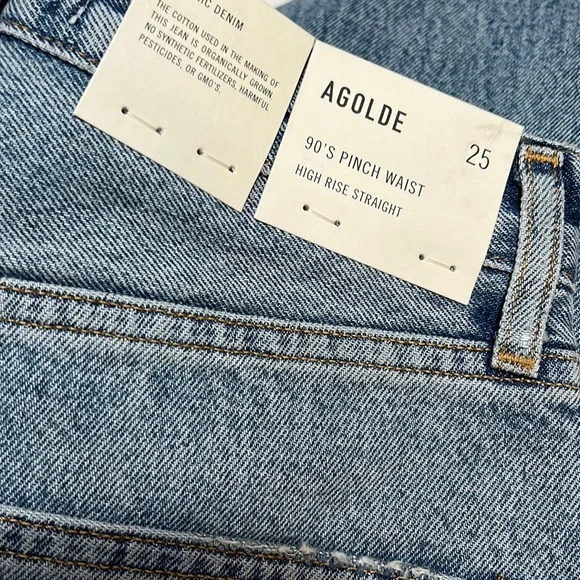 DENIM
THE COTTON USED IN THE MAKING OF
THIS JEAN IS ORGANICALLY GROWN.
NO SYNTHETIC FERTILIZERS, HARMFUL
PESTICIDES, OR GMO'S.
AGOLDE
25
90'S PINCH WAIST
HIGH RISE STRAIGHT